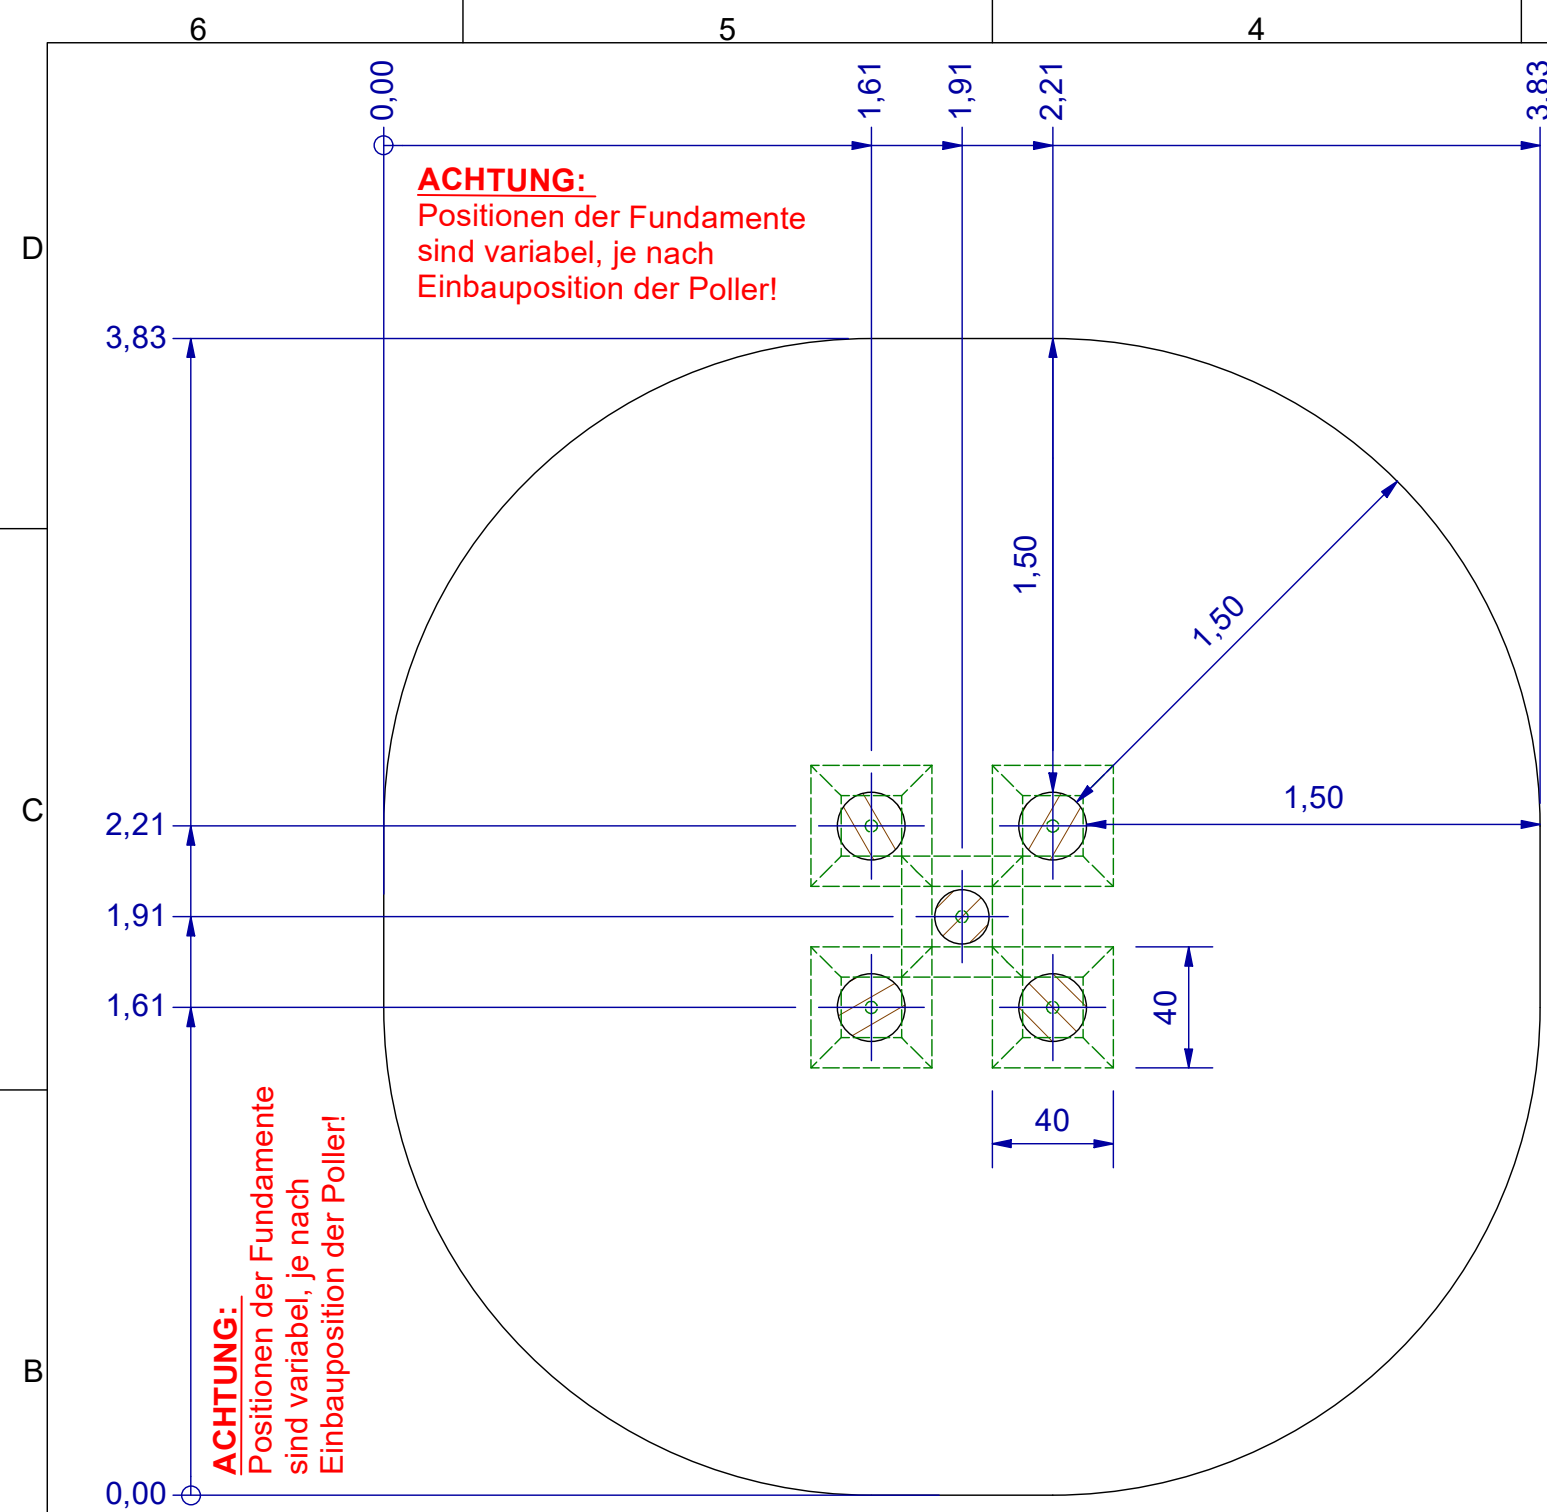 6 5 4
0,00 1,61 1,91 2,21 3,83
ACHTUNG:
Positionen der Fundamente
sind variabel, je nach
Einbauposition der Poller!
D
3,83
1,50
1,50
1,50
C
2,21
1,91
1,61
40
40
ACHTUNG:
Positionen der Fundamente
sind variabel, je nach
Einbauposition der Poller!
B
0,00